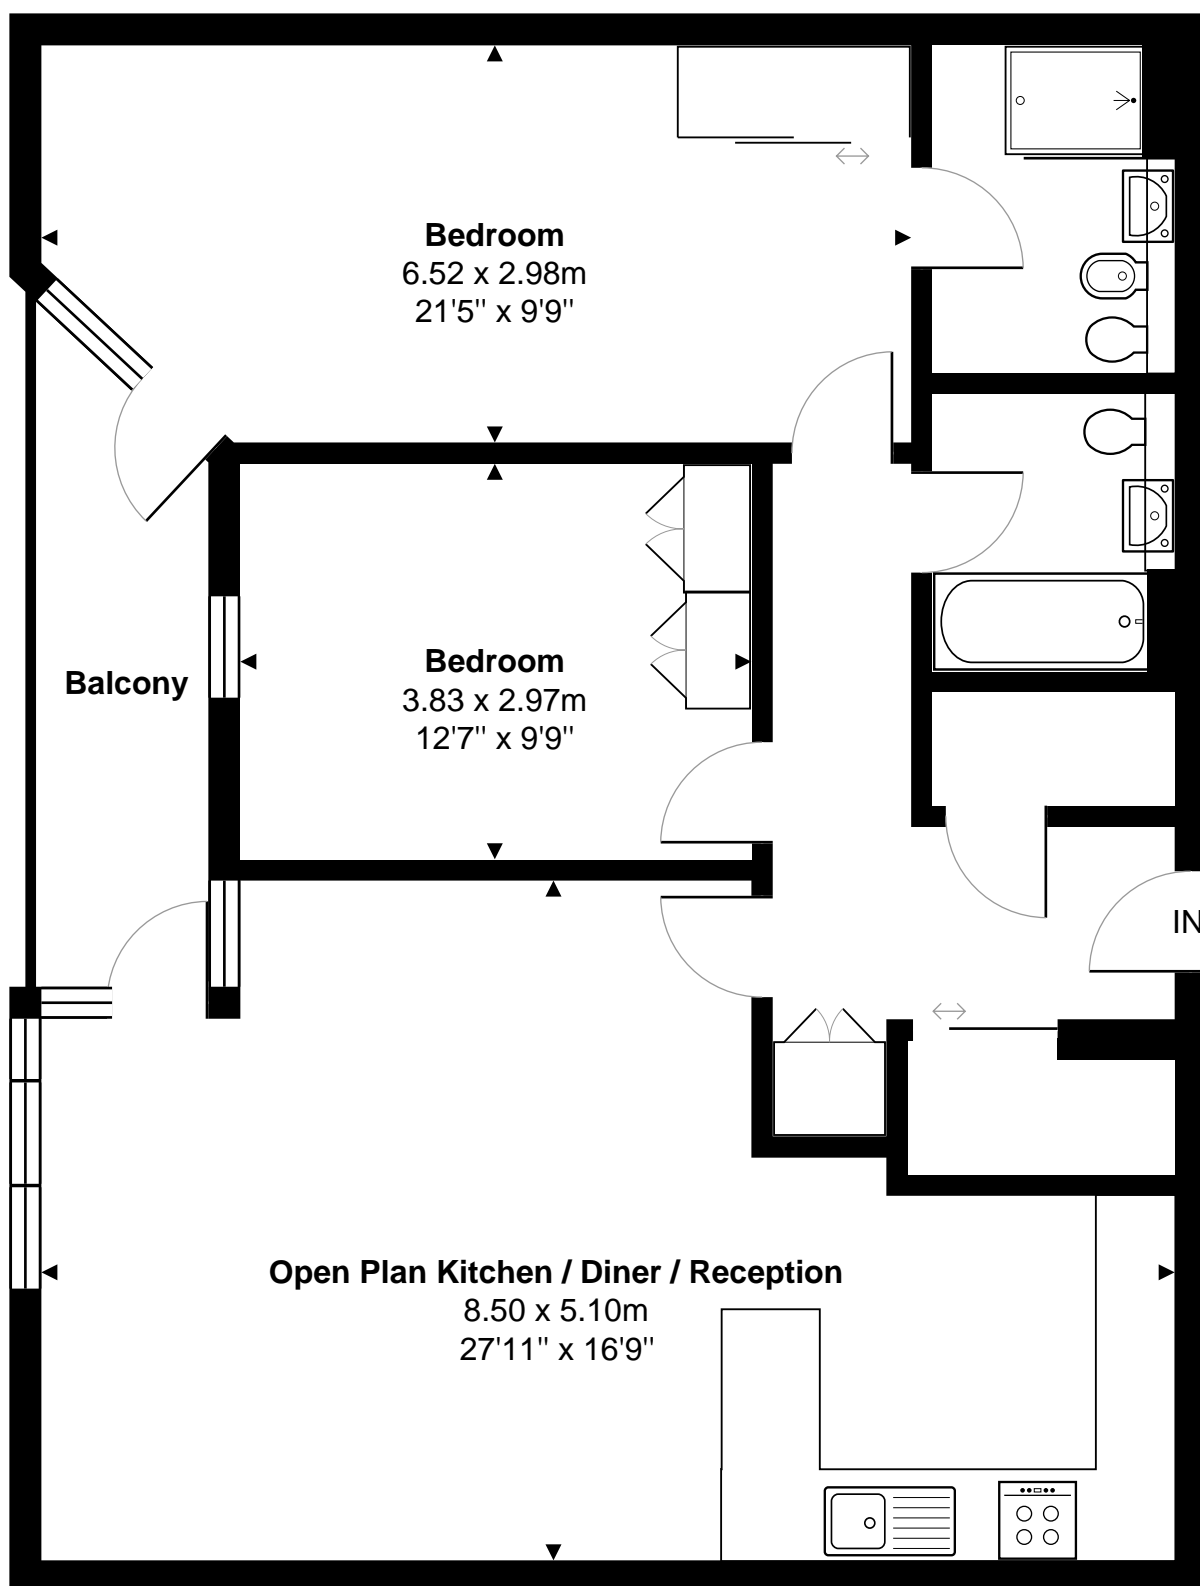 Bedroom
6.52 x 2.98m
21'5" x 9'9"
Bedroom
3.83 x 2.97m
12'7" x 9'9"
Balcony
IN
Open Plan Kitchen / Diner / Reception
8.50 x 5.10m
27'11" x 16'9"